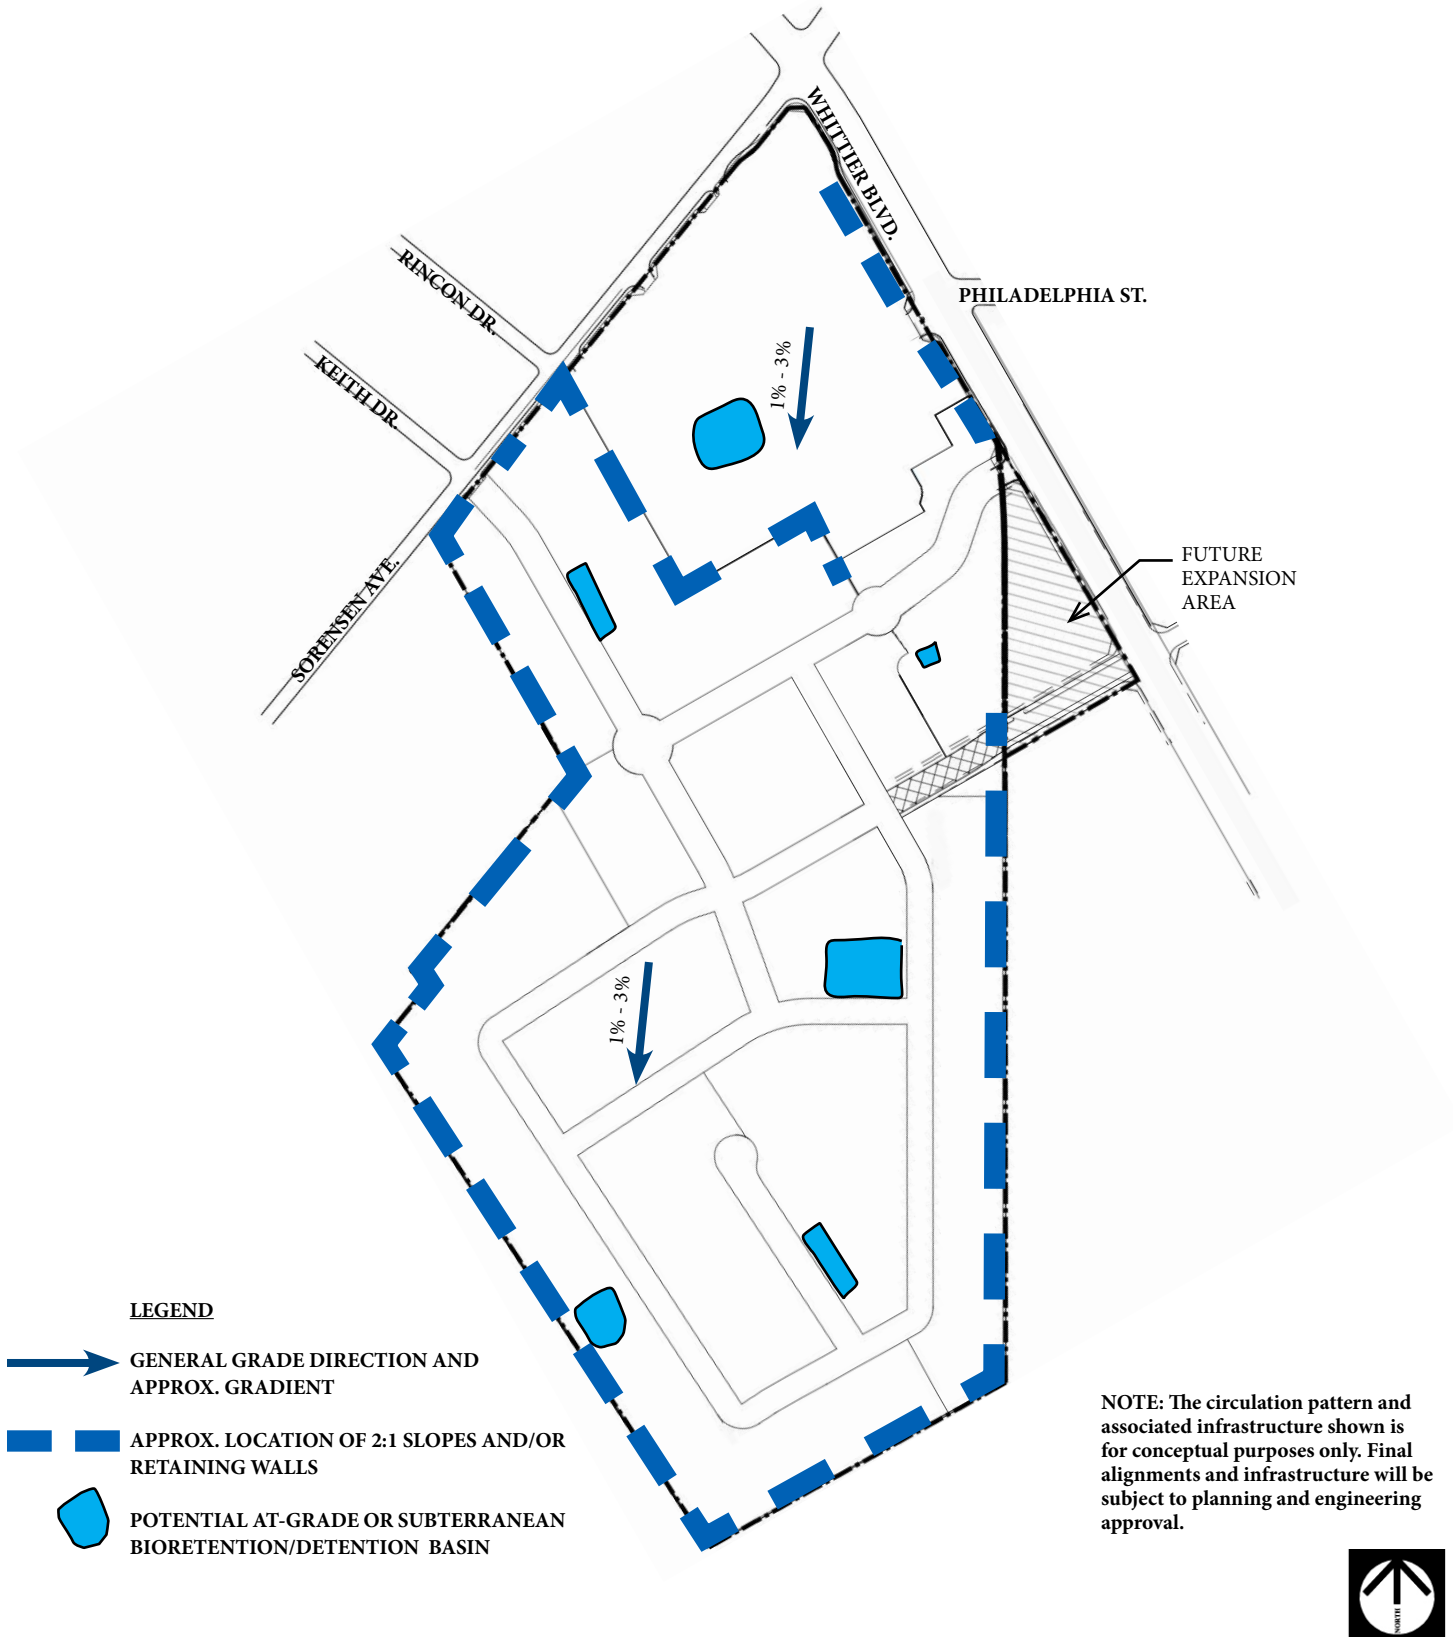 WHITTIER BLVD.
RINCON DR.
PHILADELPHIA ST.
KEITH DR.
1% - 3%
SORENSEN AVE.
FUTURE
EXPANSION
AREA
1% - 3%
LEGEND
GENERAL GRADE DIRECTION AND
APPROX. GRADIENT
APPROX. LOCATION OF 2:1 SLOPES AND/OR
RETAINING WALLS
POTENTIAL AT-GRADE OR SUBTERRANEAN
BIORETENTION/DETENTION BASIN
NOTE: The circulation pattern and
associated infrastructure shown is
for conceptual purposes only. Final
alignments and infrastructure will be
subject to planning and engineering
approval.
NORTH